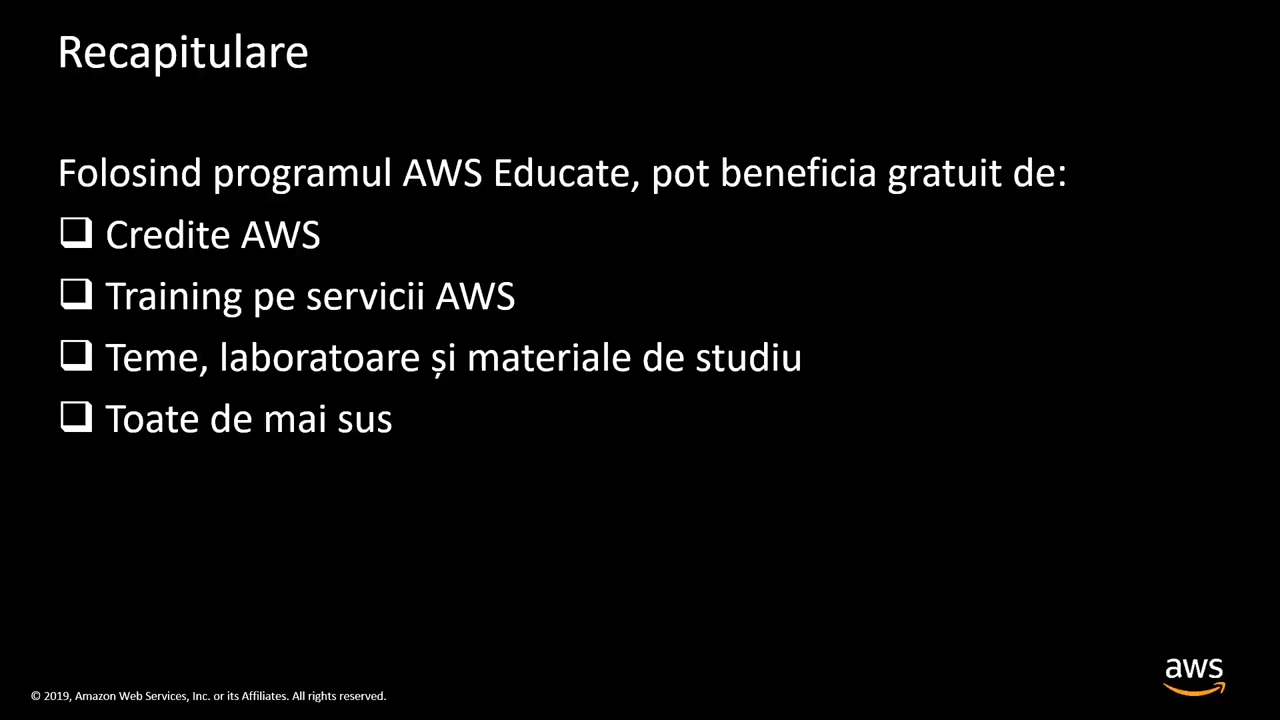 Recapitulare
Folosind programul AWS Educate, pot beneficia gratuit de:
❑ Credite AWS
❑ Training pe servicii AWS
❑ Teme, laboratoare și materiale de studiu
❑ Toate de mai sus
aws
© 2019, Amazon Web Services, Inc. or its Affiliates. All rights reserved.